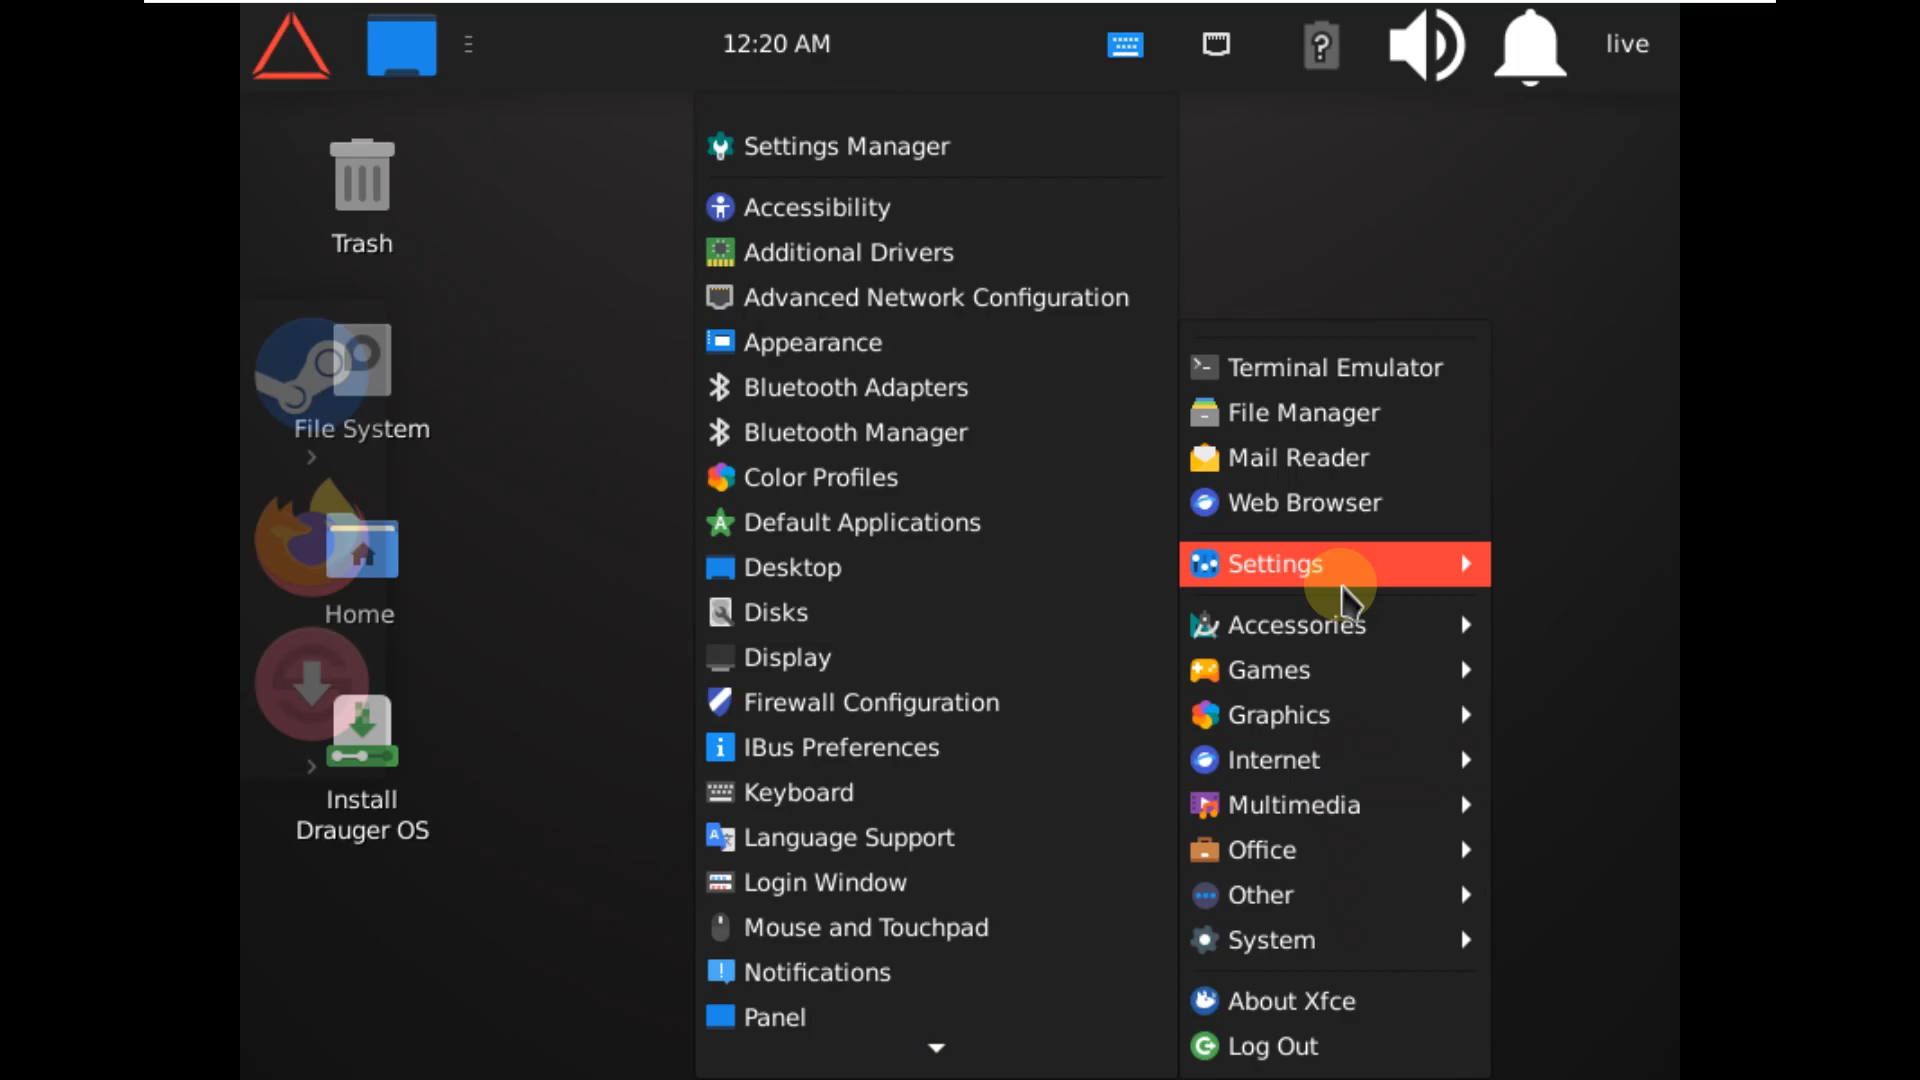 12:20 AM
live
Trash
File System
Home
Install
Drauger OS
Settings Manager
Accessibility
Additional Drivers
Advanced Network Configuration
Appearance
Bluetooth Adapters
Bluetooth Manager
Color Profiles
Default Applications
Desktop
Disks
Display
Firewall Configuration
IBus Preferences
Keyboard
Language Support
Login Window
Mouse and Touchpad
Notifications
Panel
Terminal Emulator
File Manager
Mail Reader
Web Browser
Settings
Accessories
Games
Graphics
Internet
Multimedia
Office
Other
System
About Xfce
Log Out